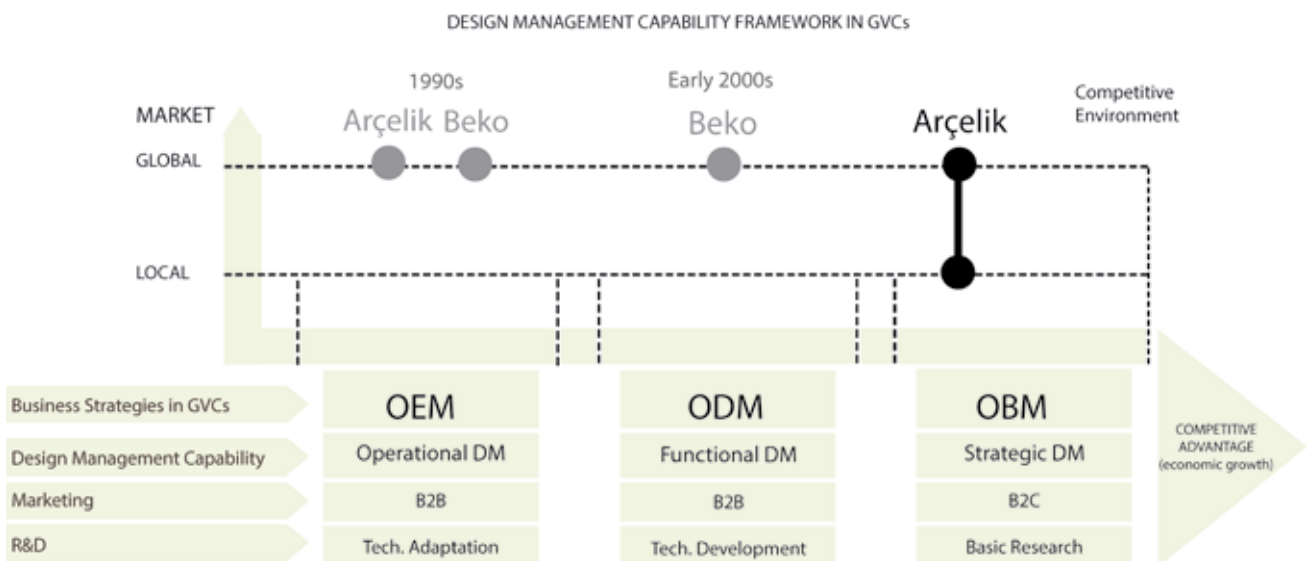 DESIGN MANAGEMENT CAPABILITY FRAMEWORK IN GVCs
1990s
Early 2000s
Competitive
Environment
MARKET
Arçelik Beko
Beko
Arçelik
GLOBAL
LOCAL
Business Strategies in GVCs
OEM
ODM
OBM
Design Management Capability
Operational DM
Functional DM
Strategic DM
Marketing
B2B
B2B
B2C
R&D
Tech. Adaptation
Tech. Development
Basic Research
COMPETITIVE
ADVANTAGE
(economic growth)